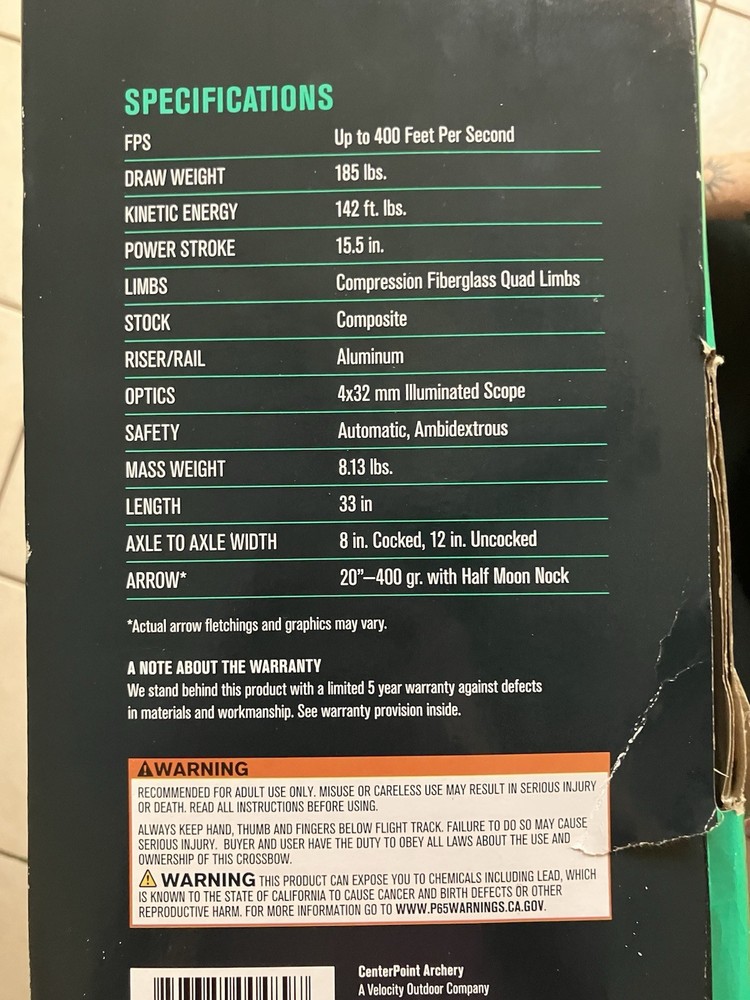 SPECIFICATIONS
FPS Up to 400 Feet Per Second
DRAW WEIGHT 185 lbs.
KINETIC ENERGY 142 ft. lbs.
POWER STROKE 15.5 in.
LIMBS Compression Fiberglass Quad Limbs
STOCK Composite
RISER/RAIL Aluminum
OPTICS 4x32 mm Illuminated Scope
SAFETY Automatic, Ambidextrous
MASS WEIGHT 8.13 lbs.
LENGTH 33 in
AXLE TO AXLE WIDTH 8 in. Cocked, 12 in. Uncocked
ARROW* 20”–400 gr. with Half Moon Nock
*Actual arrow fletchings and graphics may vary.
A NOTE ABOUT THE WARRANTY
We stand behind this product with a limited 5 year warranty against defects
in materials and workmanship. See warranty provision inside.
WARNING
RECOMMENDED FOR ADULT USE ONLY. MISUSE OR CARELESS USE MAY RESULT IN SERIOUS INJURY
OR DEATH. READ ALL INSTRUCTIONS BEFORE USING.
ALWAYS KEEP HAND, THUMB AND FINGERS BELOW FLIGHT TRACK. FAILURE TO DO SO MAY CAUSE
SERIOUS INJURY. BUYER AND USER HAVE THE DUTY TO OBEY ALL LAWS ABOUT THE USE AND
OWNERSHIP OF THIS CROSSBOW.
WARNING THIS PRODUCT CAN EXPOSE YOU TO CHEMICALS INCLUDING LEAD, WHICH
IS KNOWN TO THE STATE OF CALIFORNIA TO CAUSE CANCER AND BIRTH DEFECTS OR OTHER
REPRODUCTIVE HARM. FOR MORE INFORMATION GO TO WWW.P65WARNINGS.CA.GOV.
CenterPoint Archery
A Velocity Outdoor Company